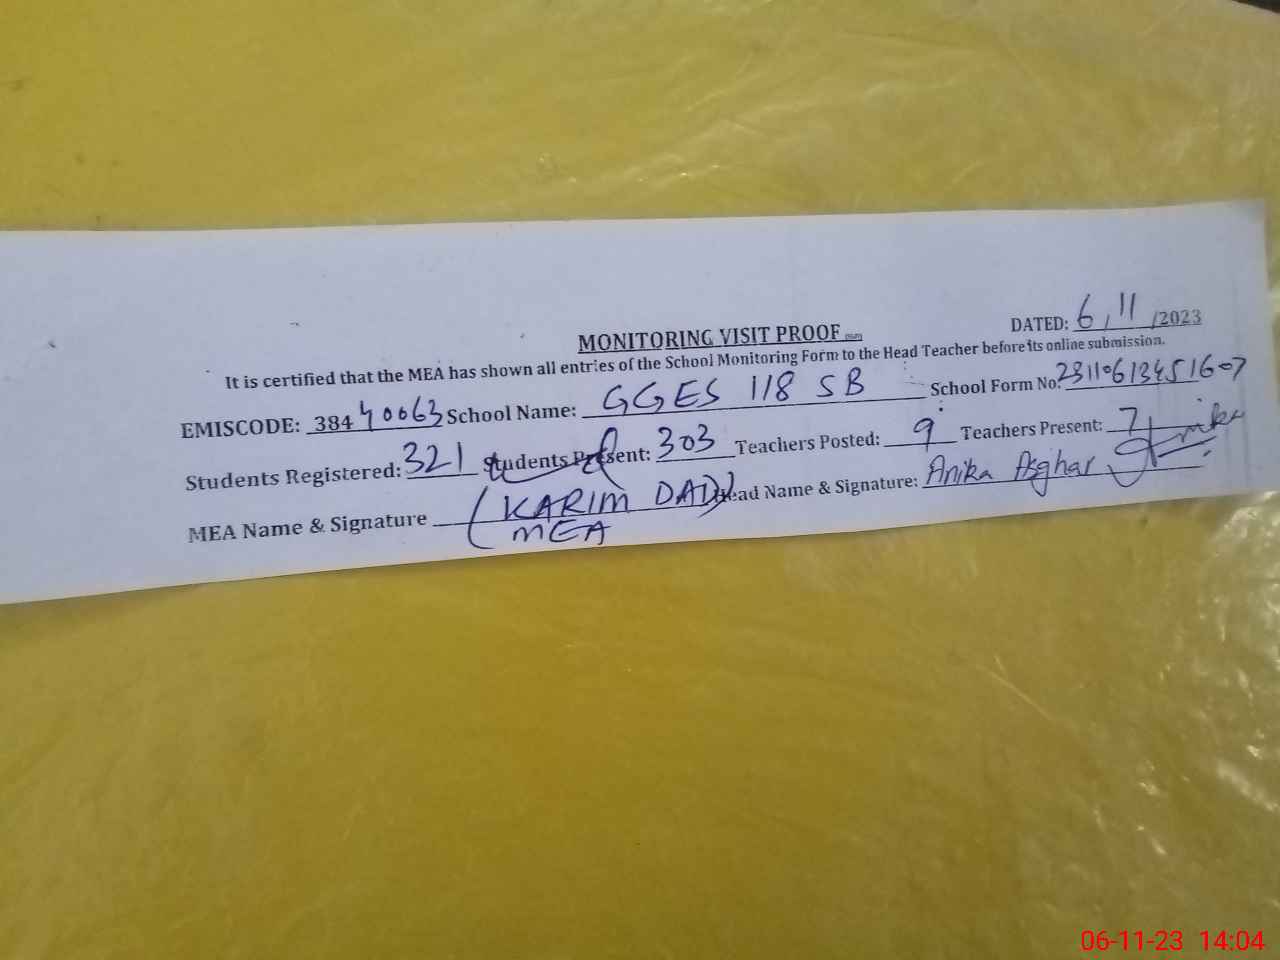 MONITORING VISIT PROOF
DATED: 6, 11 /2023
It is certified that the MEA has shown all entries of the School Monitoring Form to the Head Teacher before its online submission.
EMISCODE: 38440063 School Name: GGES 118 SB School Form No: 23110613451607
Students Registered: 321 Students Present: 303 Teachers Posted: 9 Teachers Present: 7
MEA Name & Signature (KARIM DAD) Head Name & Signature: Anika Asghar Anika
MEA
06-11-23 14:04